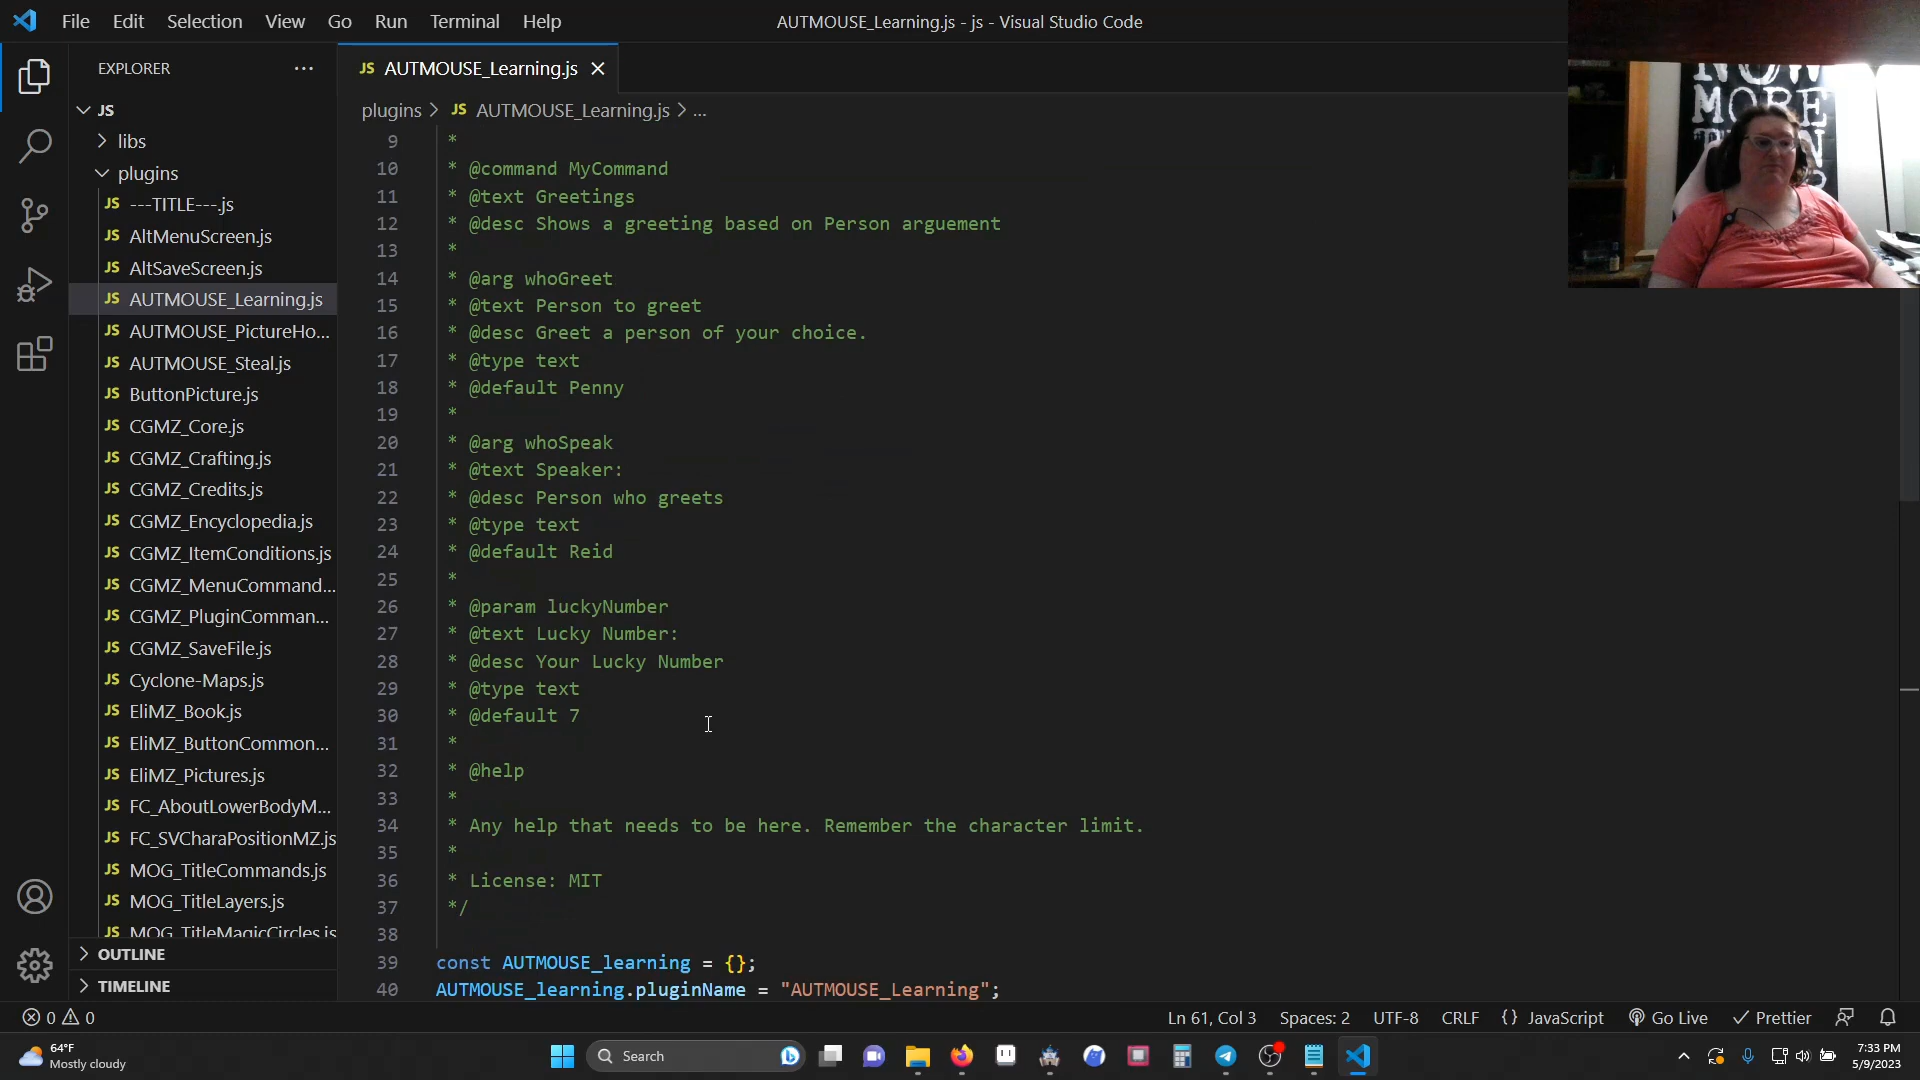 File Edit Selection View Go Run Terminal Help
AUTMOUSE_Learning.js - js - Visual Studio Code
EXPLORER ...
JS AUTMOUSE_Learning.js
JS
libs
plugins
JS ---TITLE---.js
JS AltMenuScreen.js
JS AltSaveScreen.js
JS AUTMOUSE_Learning.js
JS AUTMOUSE_PictureHo...
JS AUTMOUSE_Steal.js
JS ButtonPicture.js
JS CGMZ_Core.js
JS CGMZ_Crafting.js
JS CGMZ_Credits.js
JS CGMZ_Encyclopedia.js
JS CGMZ_ItemConditions.js
JS CGMZ_MenuCommand...
JS CGMZ_PluginComman...
JS CGMZ_SaveFile.js
JS Cyclone-Maps.js
JS EliMZ_Book.js
JS EliMZ_ButtonCommon...
JS EliMZ_Pictures.js
JS FC_AboutLowerBodyM...
JS FC_SVCharaPositionMZ.js
JS MOG_TitleCommands.js
JS MOG_TitleLayers.js
JS MOG_TitleMagicCircles.js
OUTLINE
TIMELINE
plugins > JS AUTMOUSE_Learning.js > ...
9 *
10 * @command MyCommand
11 * @text Greetings
12 * @desc Shows a greeting based on Person arguement
13 *
14 * @arg whoGreet
15 * @text Person to greet
16 * @desc Greet a person of your choice.
17 * @type text
18 * @default Penny
19 *
20 * @arg whoSpeak
21 * @text Speaker:
22 * @desc Person who greets
23 * @type text
24 * @default Reid
25 *
26 * @param luckyNumber
27 * @text Lucky Number:
28 * @desc Your Lucky Number
29 * @type text
30 * @default 7
31 *
32 * @help
33 *
34 * Any help that needs to be here. Remember the character limit.
35 *
36 * License: MIT
37 */
38
39 const AUTMOUSE_learning = {};
40 AUTMOUSE_learning.pluginName = "AUTMOUSE_Learning";
NOW
MORE
0 0
Ln 61, Col 3 Spaces: 2 UTF-8 CRLF {} JavaScript Go Live Prettier
64°F
Mostly cloudy
Search
7:33 PM
5/9/2023